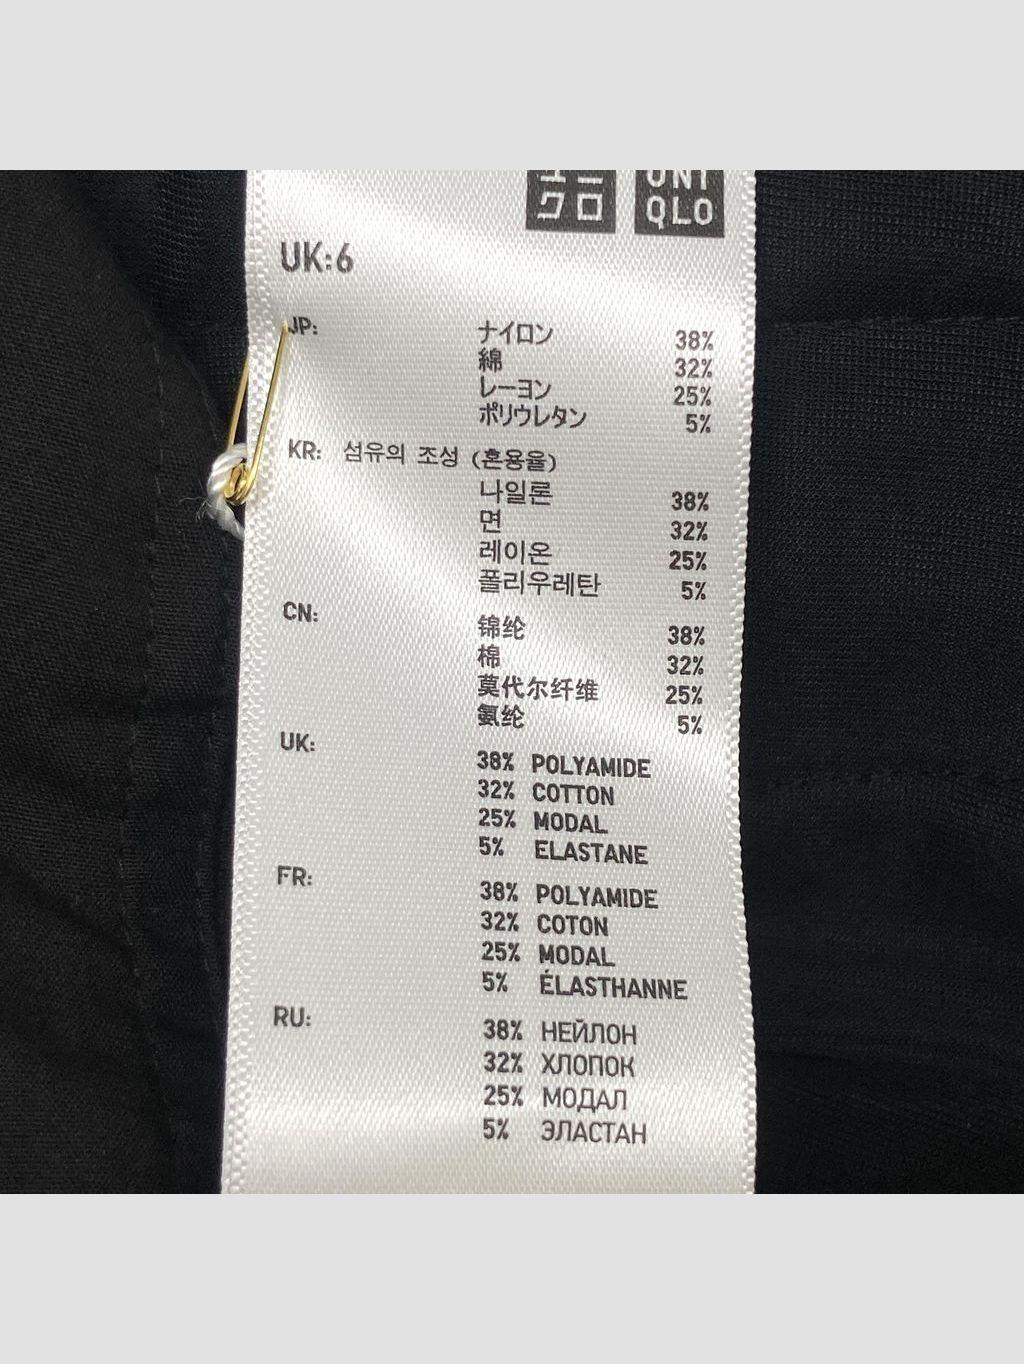 ユニ UNI
クロ QLO
UK:6
JP: ナイロン 38%
綿 32%
レーヨン 25%
ポリウレタン 5%
KR: 섬유의 조성 (혼용율)
나일론 38%
면 32%
레이온 25%
폴리우레탄 5%
CN: 锦纶 38%
棉 32%
莫代尔纤维 25%
氨纶 5%
UK: 38% POLYAMIDE
32% COTTON
25% MODAL
5% ELASTANE
FR: 38% POLYAMIDE
32% COTON
25% MODAL
5% ÉLASTHANNE
RU: 38% НЕЙЛОН
32% ХЛОПОК
25% МОДАЛ
5% ЭЛАСТАН